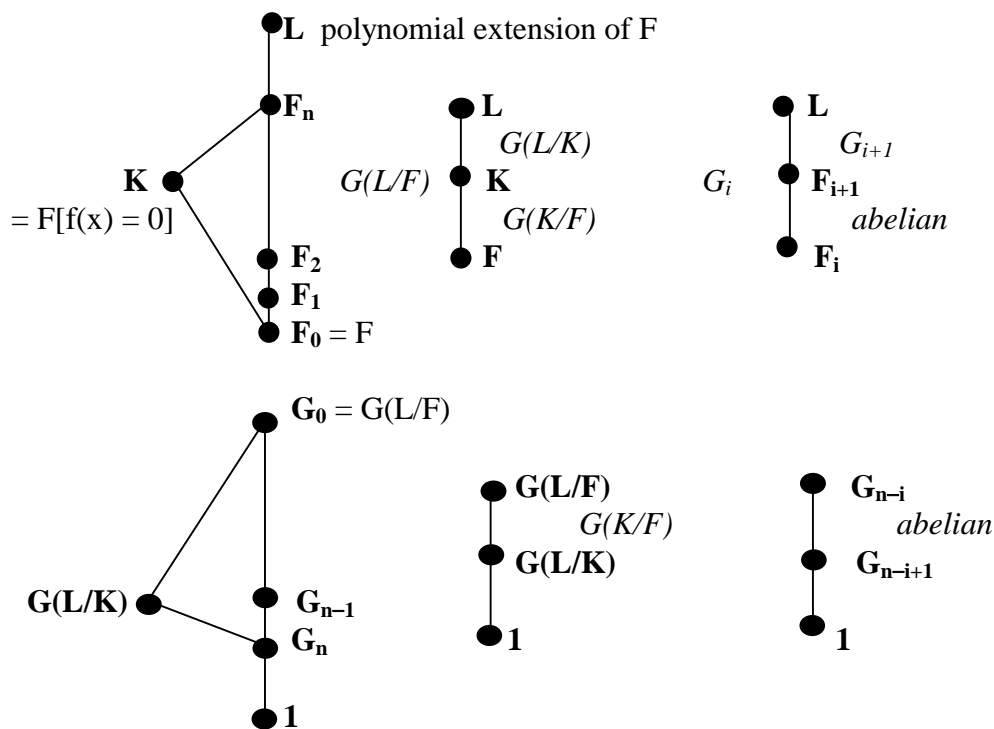 L polynomial extension of F
Fₙ
L
L
G(L/K)
Gᵢ₊₁
K
G(L/F)
K
Gᵢ
Fᵢ₊₁
= F[f(x) = 0]
G(K/F)
abelian
F₂
F
Fᵢ
F₁
F₀ = F
G₀ = G(L/F)
G(L/F)
Gₙ₋ᵢ
G(K/F)
abelian
G(L/K)
Gₙ₋ᵢ₊₁
G(L/K)
Gₙ₋₁
Gₙ
1
1
1